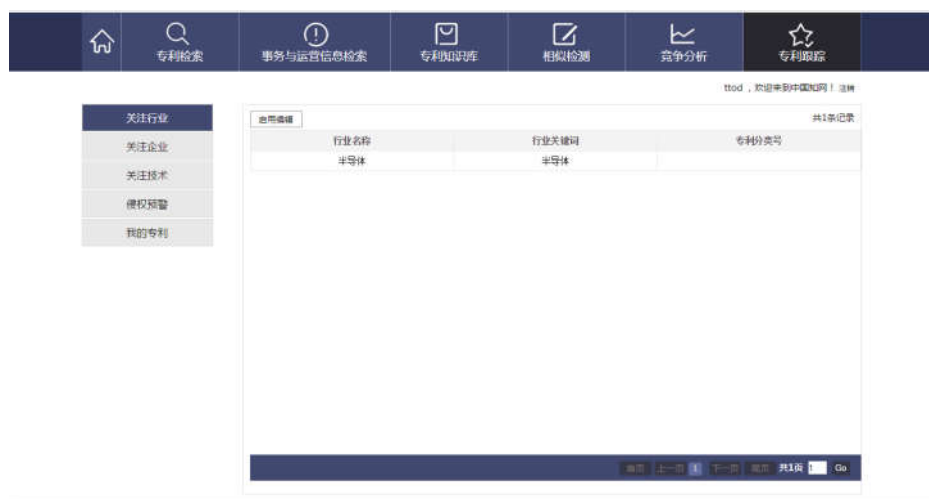 专利检索
事务与运营信息检索
专利知识库
相似检测
竞争分析
专利跟踪
ttod ，欢迎来到中国知网！ 注销
关注行业
关注企业
关注技术
侵权预警
我的专利
启用编辑
共1条记录
行业名称 行业关键词 专利分类号
半导体 半导体
首页 上一页 1 下一页 尾页 共1页 1 Go